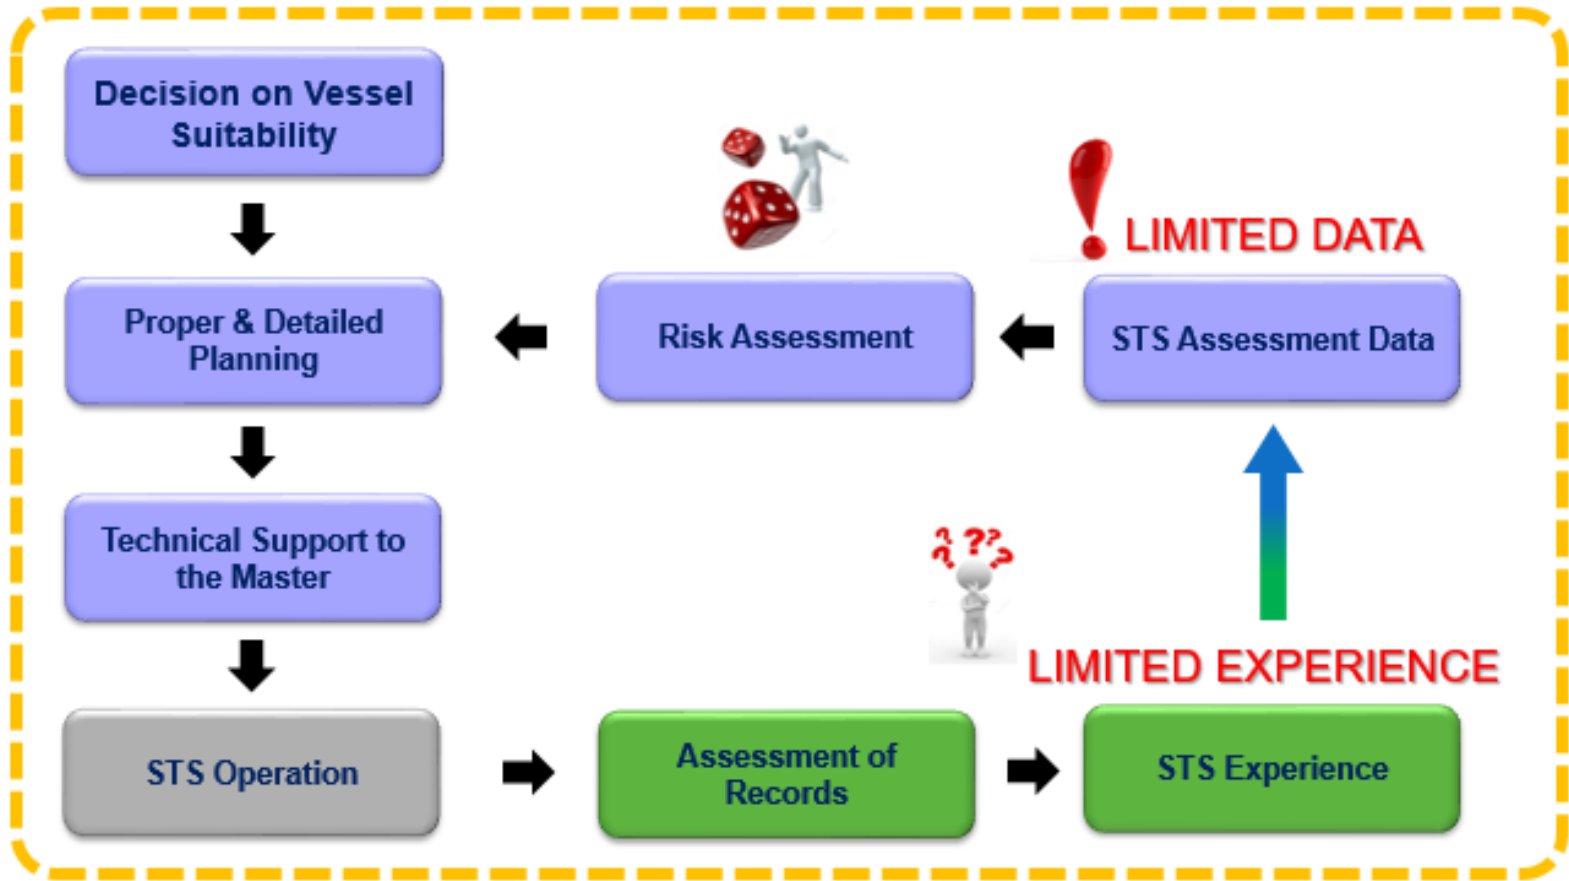 Decision on Vessel
Suitability
LIMITED DATA
Proper & Detailed
Planning
Risk Assessment
STS Assessment Data
Technical Support to
the Master
? ? ? ? ?
LIMITED EXPERIENCE
STS Operation
Assessment of
Records
STS Experience